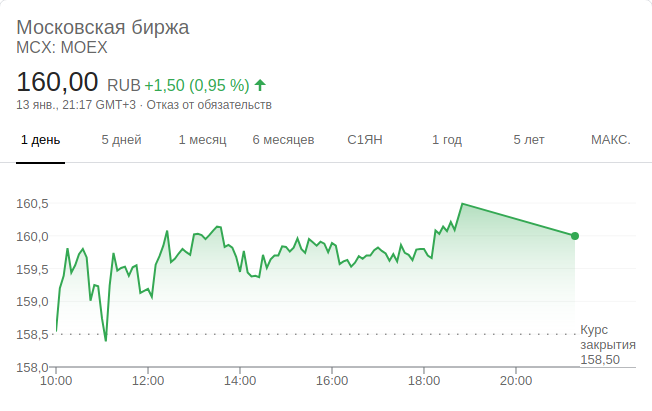 Московская биржа
MCX: MOEX
160,00 RUB +1,50 (0,95 %)
13 янв., 21:17 GMT+3 · Отказ от обязательств
1 день 5 дней 1 месяц 6 месяцев С1ЯН 1 год 5 лет МАКС.
160,5
160,0
159,5
159,0
158,5
158,0
Курс
закрытия
158,50
10:00 12:00 14:00 16:00 18:00 20:00